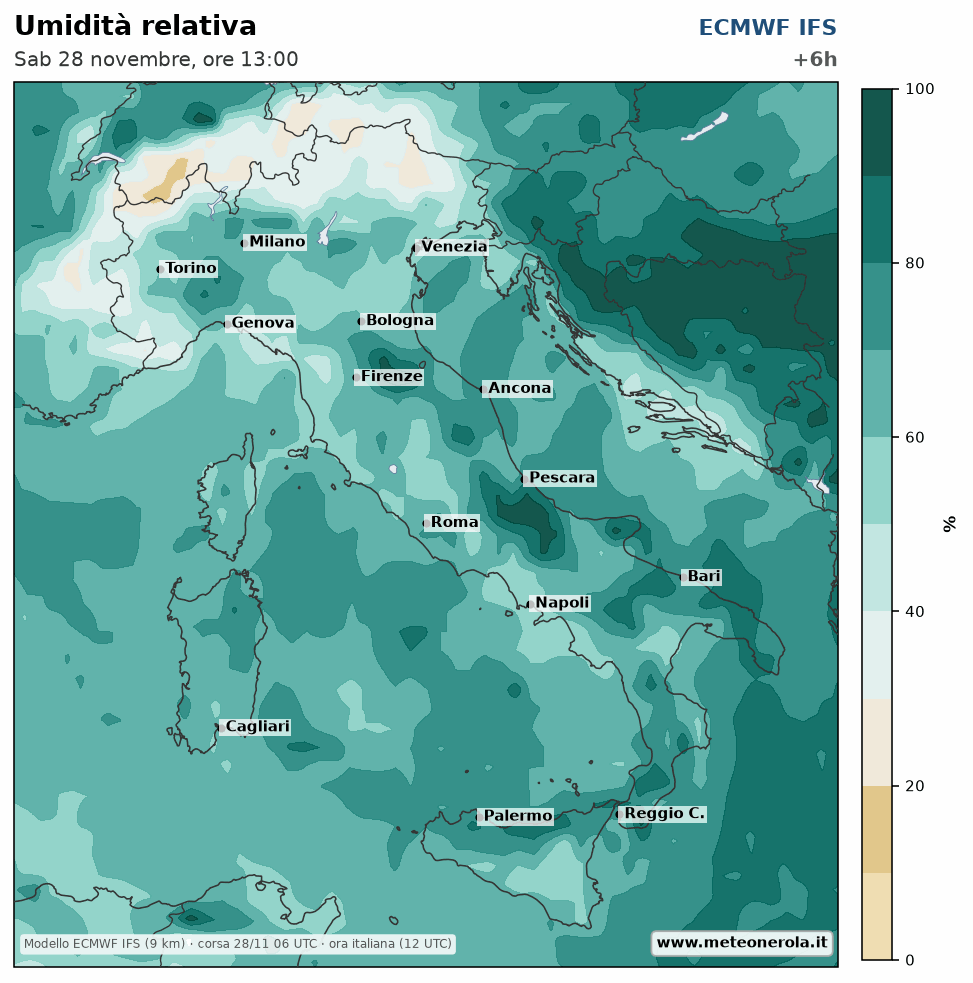 Umidità relativa
ECMWF IFS
Sab 28 novembre, ore 13:00
+6h
100
80
60
40
20
0
%
Milano
Venezia
Torino
Genova
Bologna
Firenze
Ancona
Pescara
Roma
Bari
Napoli
Cagliari
Palermo
Reggio C.
Modello ECMWF IFS (9 km) · corsa 28/11 06 UTC · ora italiana (12 UTC)
www.meteonerola.it